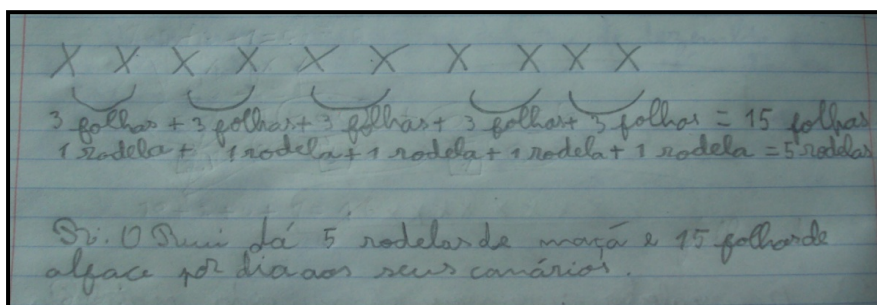 X X X X X X X X X X
3 folhas + 3 folhas + 3 folhas + 3 folhas + 3 folhas = 15 folhas
1 rodela + 1 rodela + 1 rodela + 1 rodela + 1 rodela = 5 rodelas
R: O Rui dá 5 rodelas de maçã e 15 folhas de
alface por dia aos seus canários.